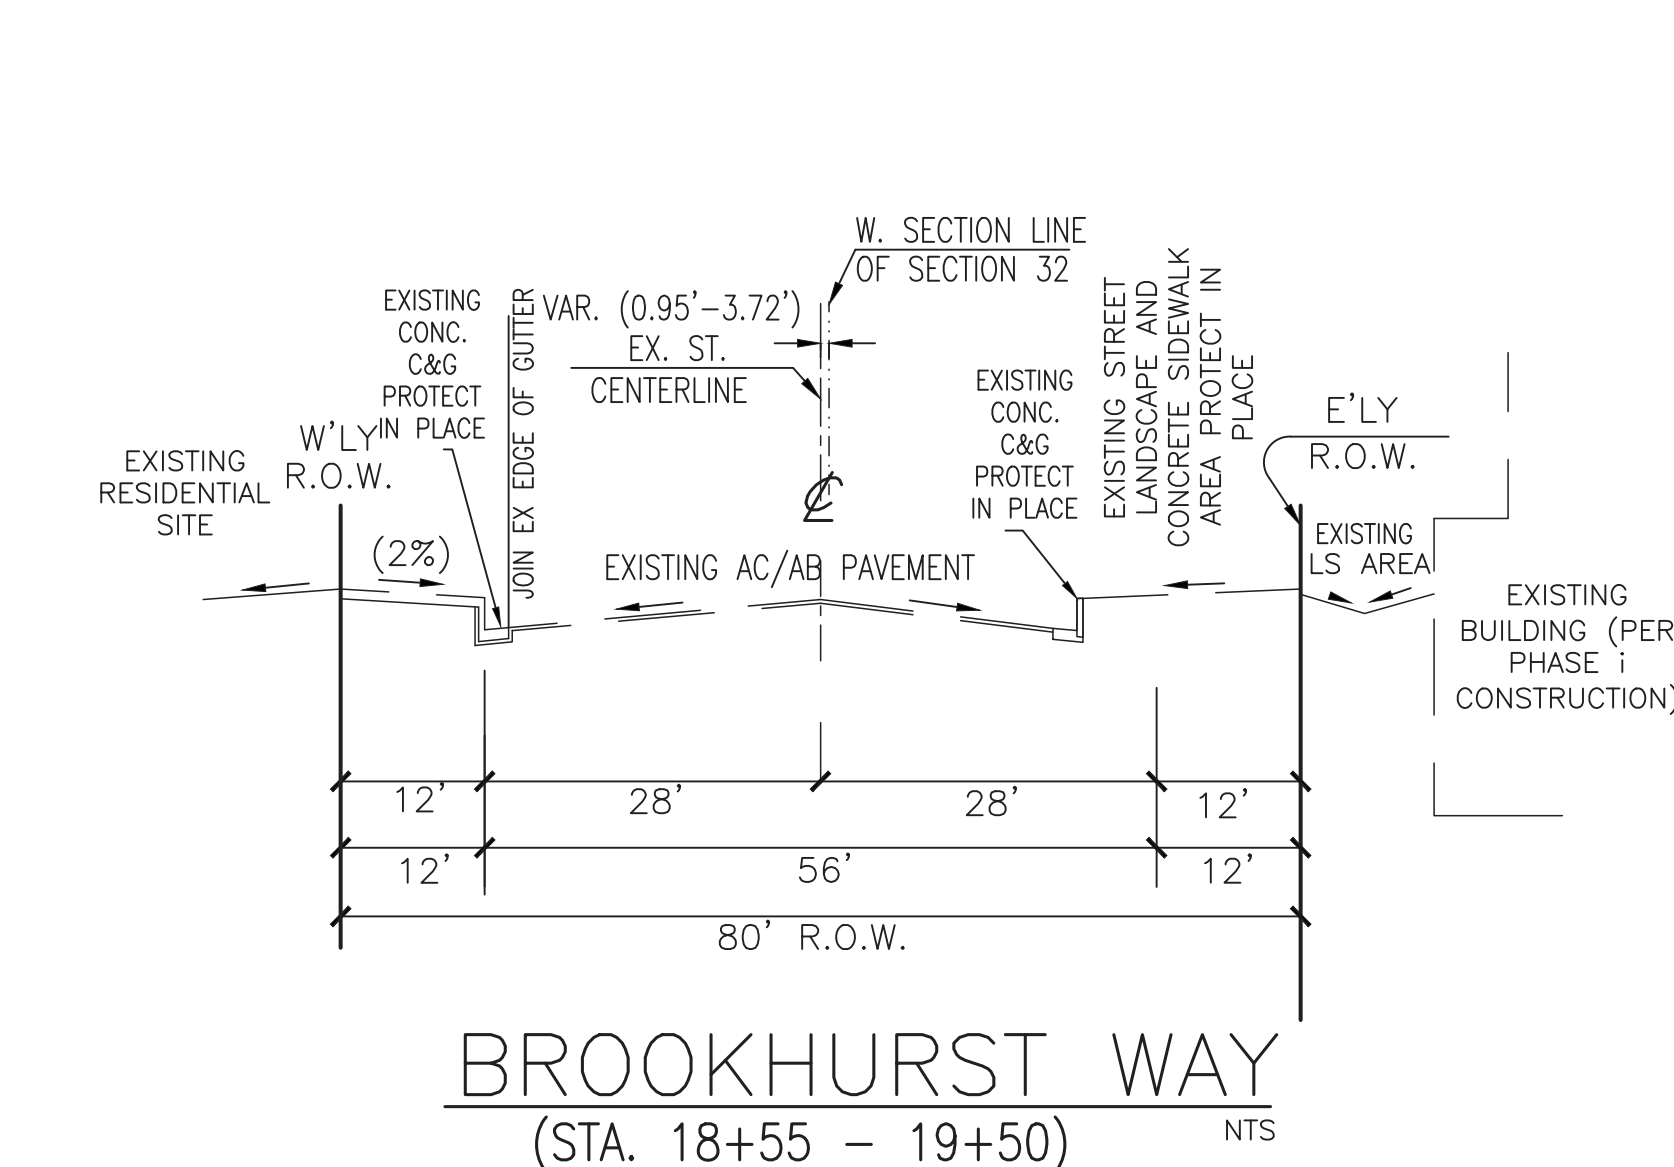 W. SECTION LINE
OF SECTION 32
VAR. (0.95'-3.72')
EX. ST.
CENTERLINE
EXISTING
CONC.
C&G
PROTECT
IN PLACE
JOIN EX EDGE OF GUTTER
W'LY
R.O.W.
EXISTING
RESIDENTIAL
SITE
(2%)
℄
EXISTING AC/AB PAVEMENT
EXISTING
CONC.
C&G
PROTECT
IN PLACE
EXISTING STREET
LANDSCAPE AND
CONCRETE SIDEWALK
AREA PROTECT IN
PLACE
E'LY
R.O.W.
EXISTING
LS AREA
EXISTING
BUILDING (PER
PHASE i
CONSTRUCTION)
12' 28' 28' 12'
12' 56' 12'
80' R.O.W.
BROOKHURST WAY
(STA. 18+55 - 19+50)
NTS